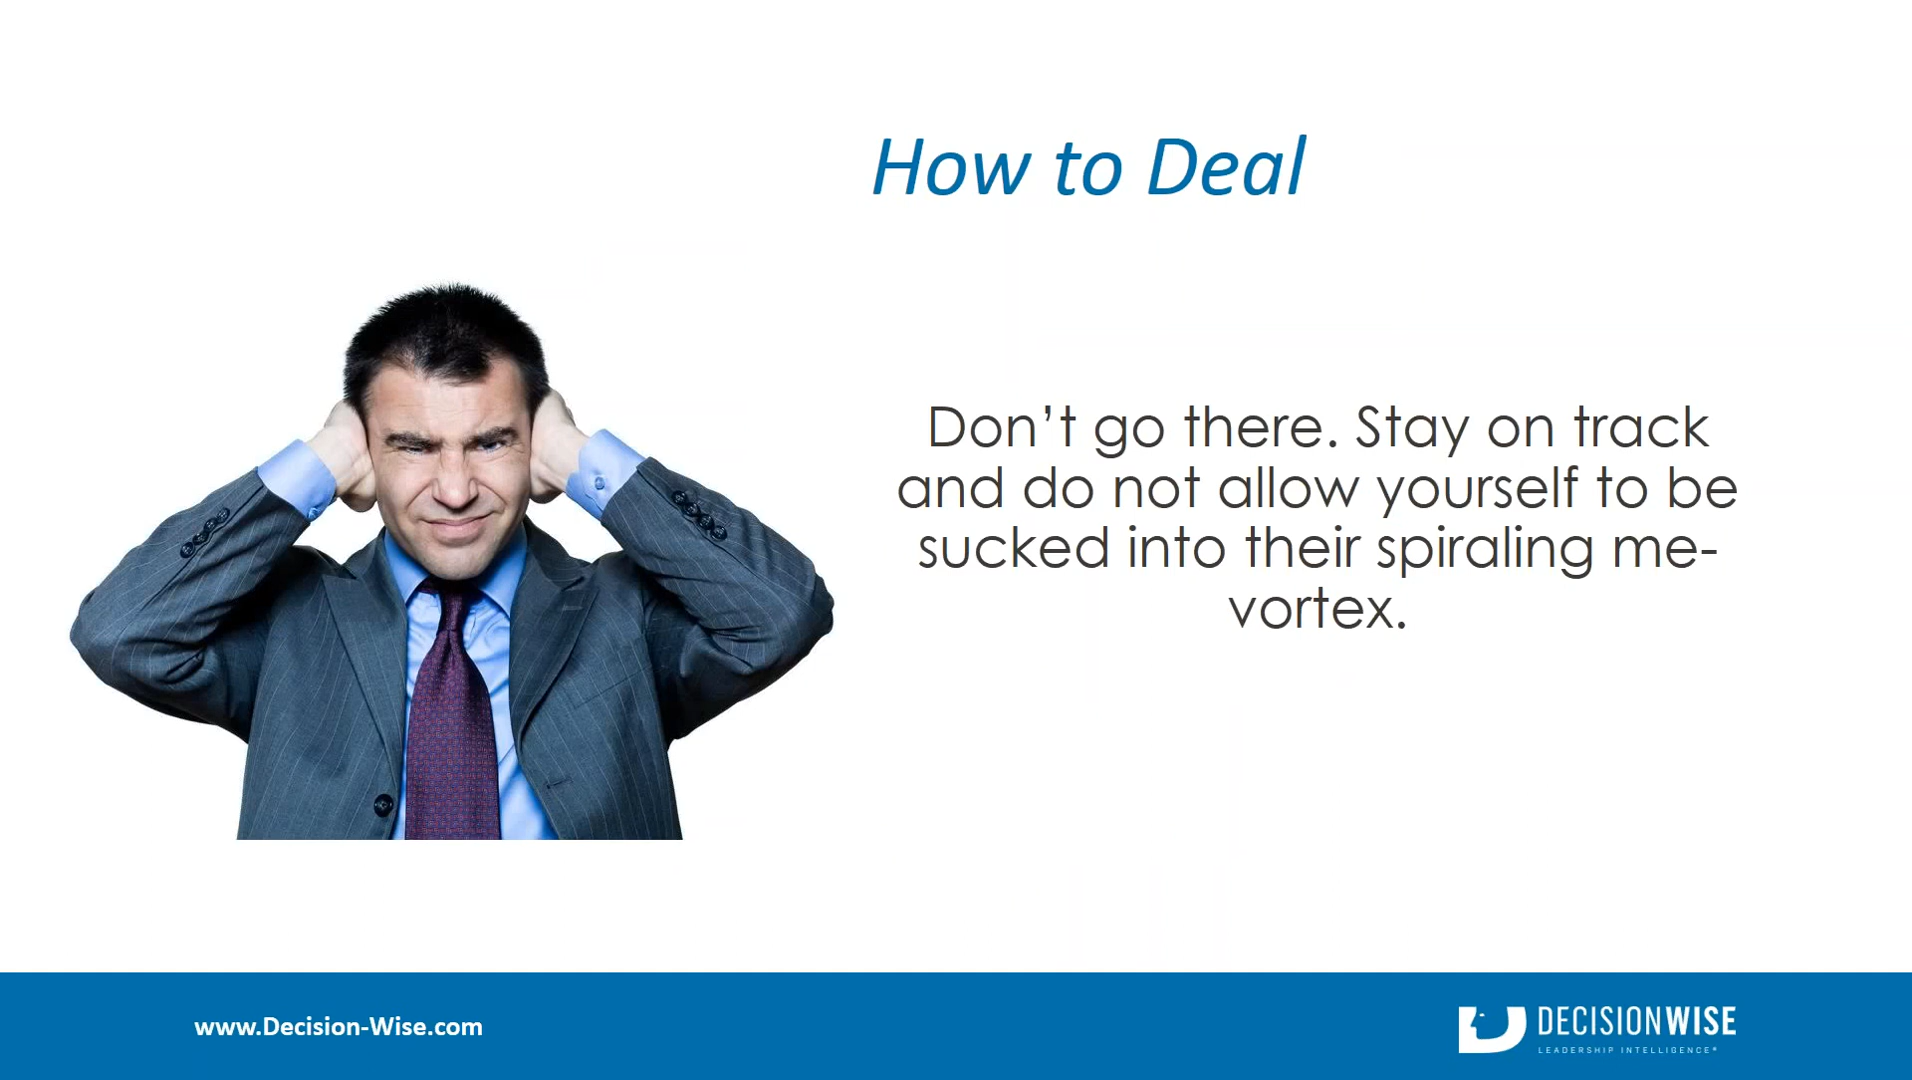 How to Deal
Don’t go there. Stay on track
and do not allow yourself to be
sucked into their spiraling me-
vortex.
www.Decision-Wise.com
DECISIONWISE
LEADERSHIP INTELLIGENCE®